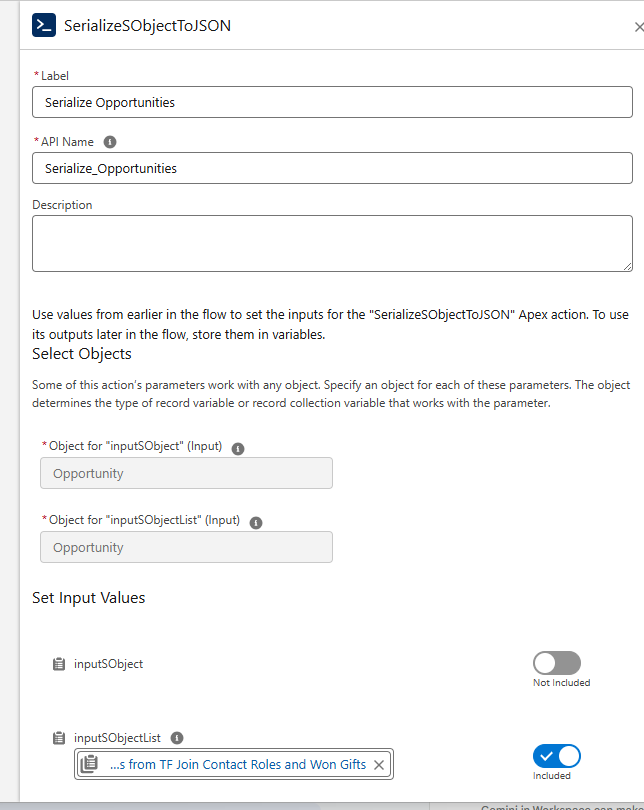 SerializeSObjectToJSON
* Label
Serialize Opportunities
* API Name
Serialize_Opportunities
Description
Use values from earlier in the flow to set the inputs for the "SerializeSObjectToJSON" Apex action. To use
its outputs later in the flow, store them in variables.
Select Objects
Some of this action's parameters work with any object. Specify an object for each of these parameters. The object
determines the type of record variable or record collection variable that works with the parameter.
* Object for "inputSObject" (Input)
Opportunity
* Object for "inputSObjectList" (Input)
Opportunity
Set Input Values
inputSObject
Not Included
inputSObjectList
...s from TF Join Contact Roles and Won Gifts
Included